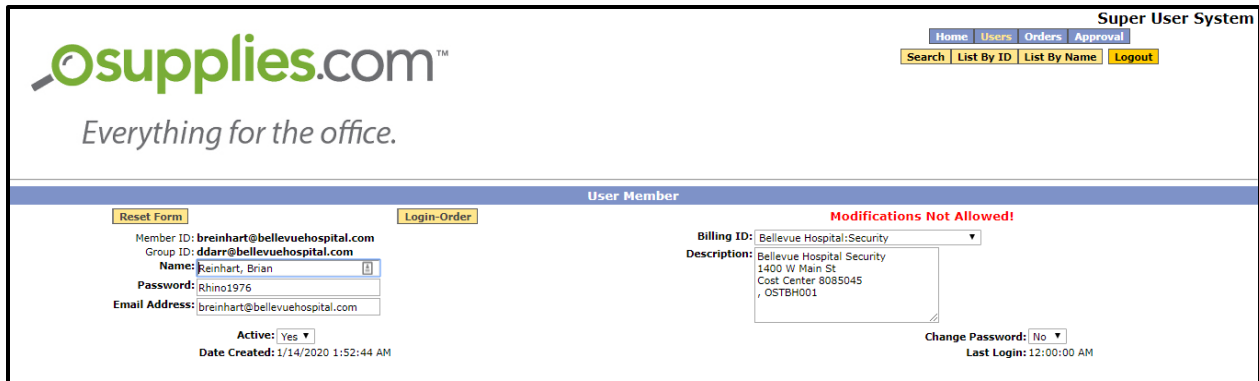 Super User System
Home Users Orders Approval
Search List By ID List By Name Logout
osupplies.com™
Everything for the office.
User Member
Reset Form Login-Order Modifications Not Allowed!
Member ID: breinhart@bellevuehospital.com
Group ID: ddarr@bellevuehospital.com
Name: Reinhart, Brian
Password: Rhino1976
Email Address: breinhart@bellevuehospital.com
Active: Yes
Date Created: 1/14/2020 1:52:44 AM
Billing ID: Bellevue Hospital:Security
Description: Bellevue Hospital Security
1400 W Main St
Cost Center 8085045
, OSTBH001
Change Password: No
Last Login: 12:00:00 AM